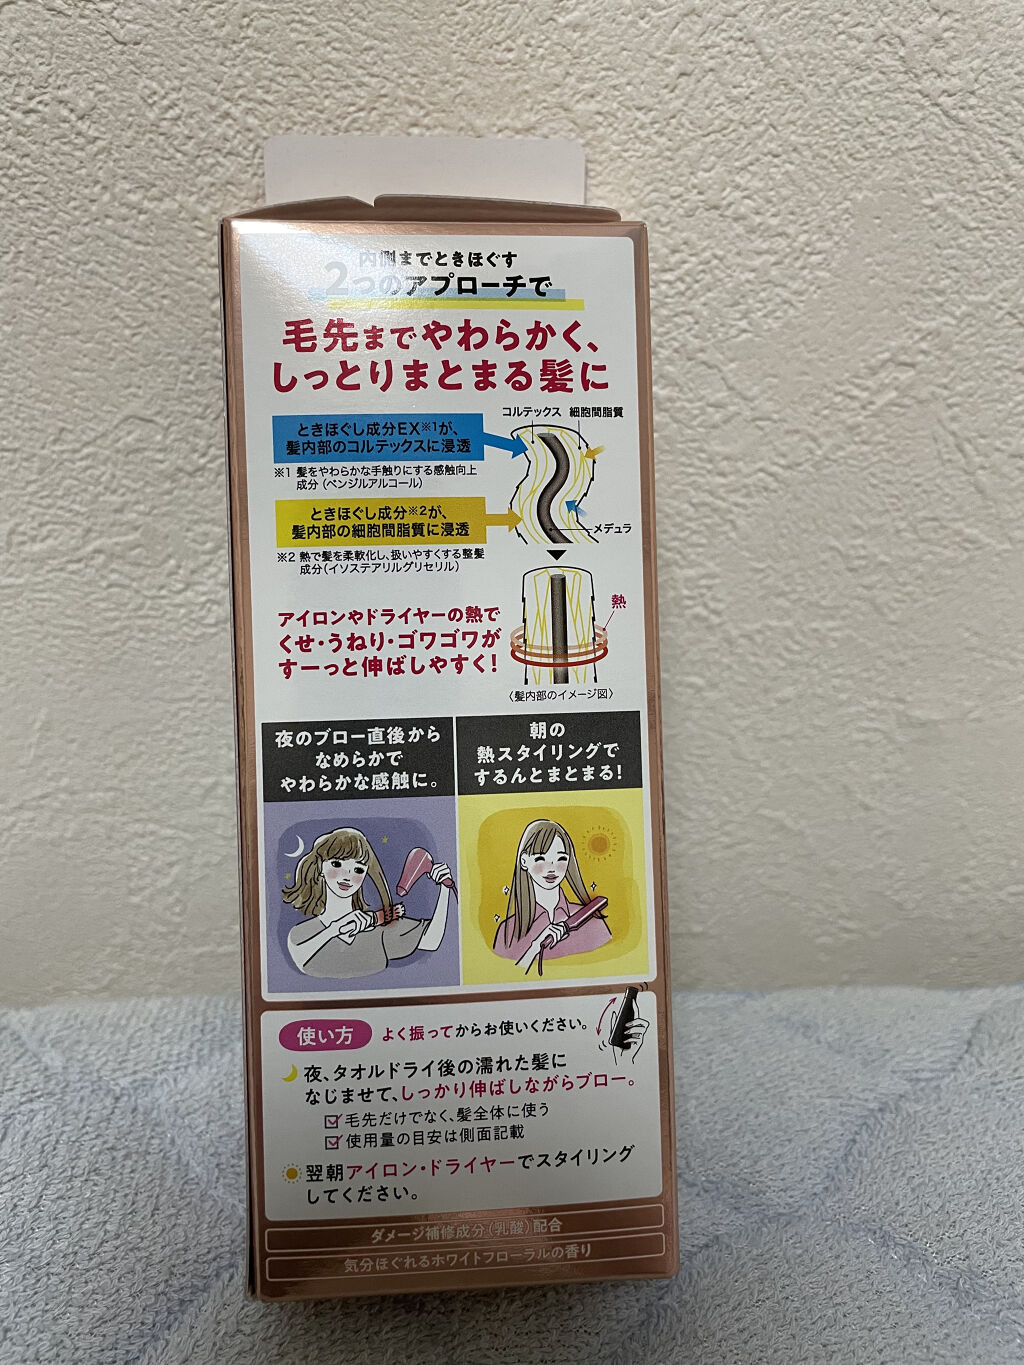 内側までときほぐす
2つのアプローチで
毛先までやわらかく、
しっとりまとまる髪に
コルテックス 細胞間脂質
ときほぐし成分EX※1が、
髪内部のコルテックスに浸透
※1 髪をやわらかな手触りにする感触向上
成分(ベンジルアルコール)
ときほぐし成分※2が、
髪内部の細胞間脂質に浸透
メデュラ
※2 熱で髪を柔軟化し、扱いやすくする整髪
成分(イソステアリルグリセリル)
熱
アイロンやドライヤーの熱で
くせ・うねり・ゴワゴワが
すーっと伸ばしやすく!
〈髪内部のイメージ図〉
夜のブロー直後から
なめらかで
やわらかな感触に。
朝の
熱スタイリングで
するんとまとまる!
使い方 よく振ってからお使いください。
夜、タオルドライ後の濡れた髪に
なじませて、しっかり伸ばしながらブロー。
毛先だけでなく、髪全体に使う
使用量の目安は側面記載
翌朝アイロン・ドライヤーでスタイリング
してください。
ダメージ補修成分(乳酸)配合
気分ほぐれるホワイトフローラルの香り